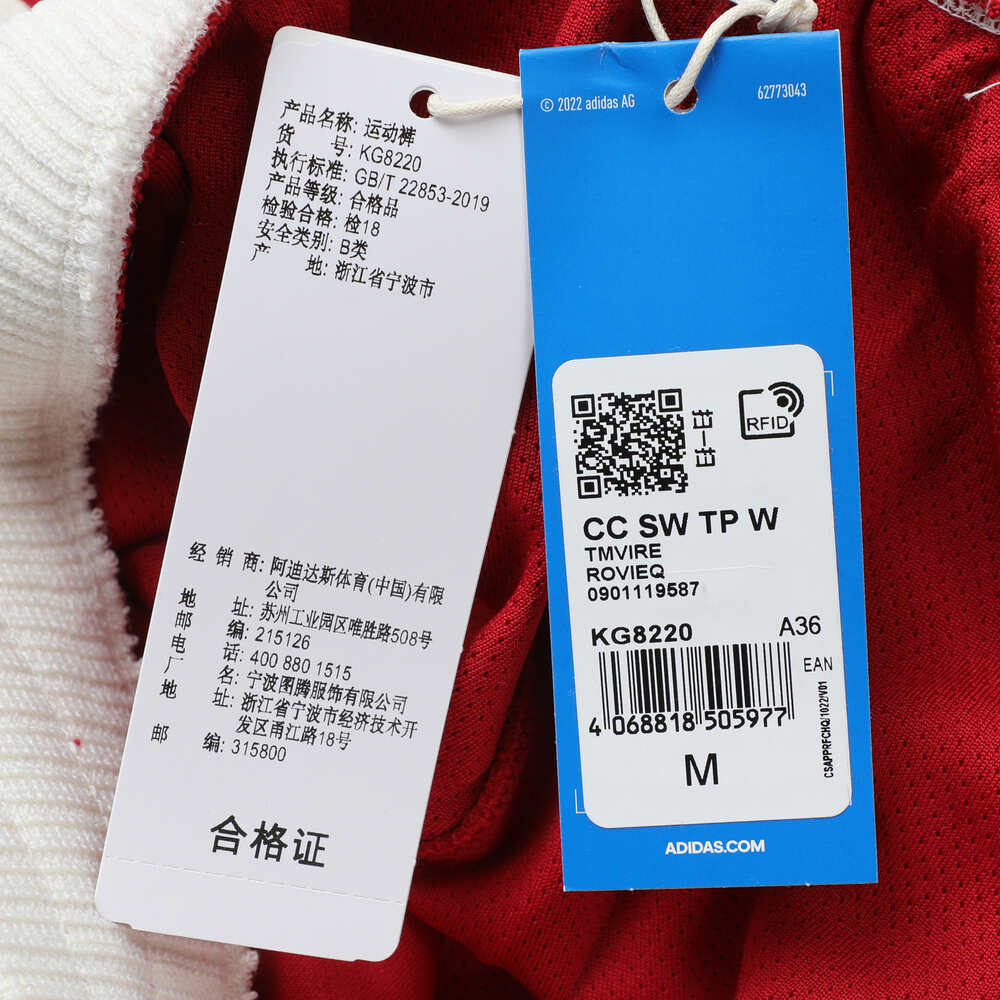 产品名称: 运动裤
货 号: KG8220
执行标准: GB/T 22853-2019
产品等级: 合格品
检验合格: 检18
安全类别: B类
产 地: 浙江省宁波市
经 销 商: 阿迪达斯体育(中国)有限
公司
地 址: 苏州工业园区唯胜路508号
邮 编: 215126
电 话: 400 880 1515
厂 名: 宁波图腾服饰有限公司
地 址: 浙江省宁波市经济技术开
发区甬江路18号
邮 编: 315800
合格证
© 2022 adidas AG
62773043
RFID
CC SW TP W
TMVIRE
ROVIEQ
0901119587
KG8220 A36
EAN
4 068818 505977
CSAPPRFCHQ/1022/V01
M
ADIDAS.COM